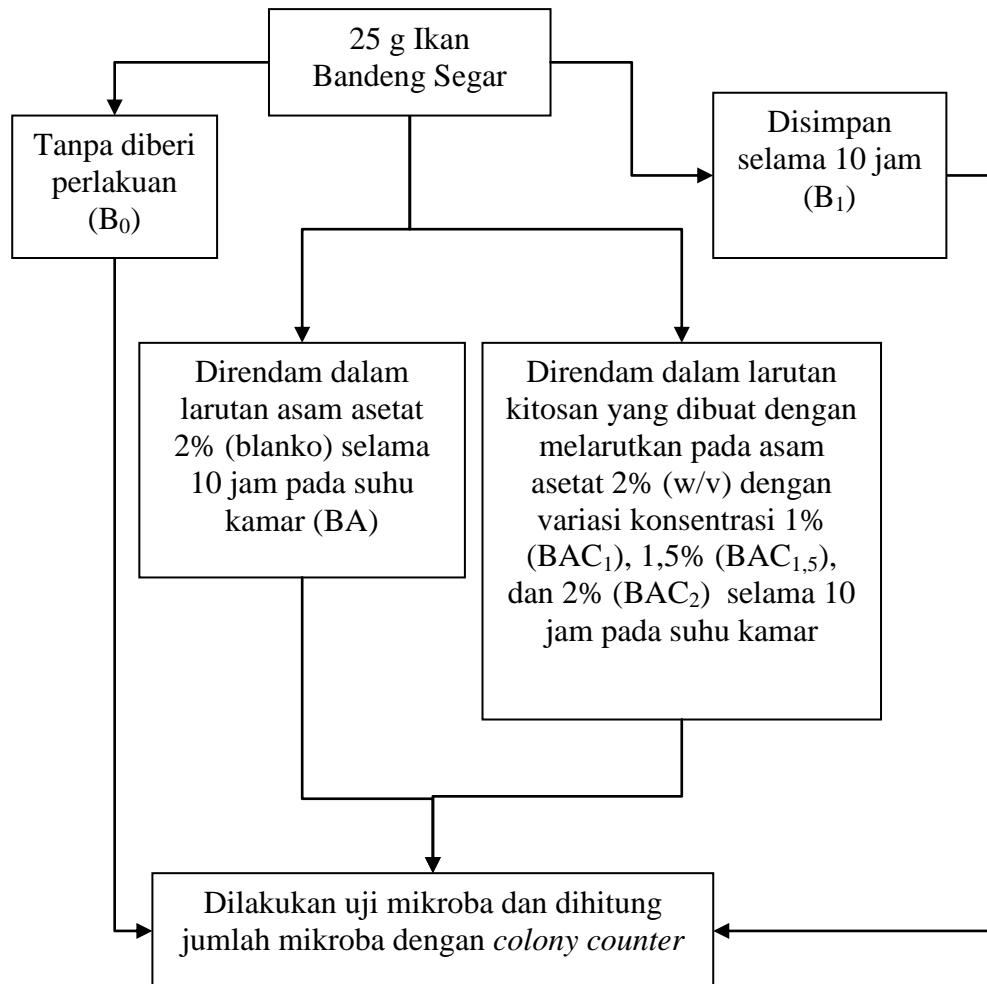 25 g Ikan
Bandeng Segar
Tanpa diberi
perlakuan
(B₀)
Disimpan
selama 10 jam
(B₁)
Direndam dalam
larutan asam asetat
2% (blanko) selama
10 jam pada suhu
kamar (BA)
Direndam dalam larutan
kitosan yang dibuat dengan
melarutkan pada asam
asetat 2% (w/v) dengan
variasi konsentrasi 1%
(BAC₁), 1,5% (BAC₁,₅),
dan 2% (BAC₂) selama 10
jam pada suhu kamar
Dilakukan uji mikroba dan dihitung
jumlah mikroba dengan colony counter